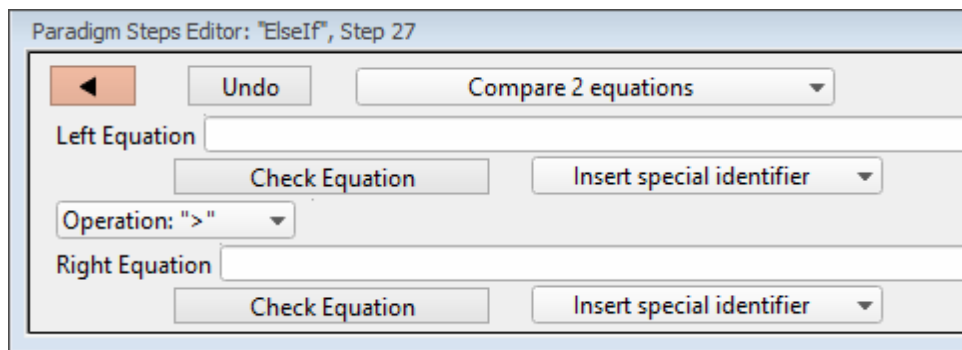 Paradigm Steps Editor: "ElseIf", Step 27
Undo Compare 2 equations
Left Equation
Check Equation Insert special identifier
Operation: ">"
Right Equation
Check Equation Insert special identifier